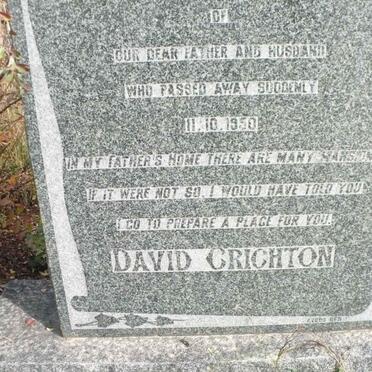 OF
OUR DEAR FATHER AND HUSBAND
WHO PASSED AWAY SUDDENLY
11.10.1950
IN MY FATHER'S HOME THERE ARE MANY MANSION
IF IT WERE NOT SO, I WOULD HAVE TOLD YOU.
I GO TO PREPARE A PLACE FOR YOU.
DAVID CRICHTON